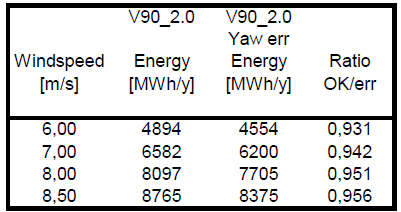 V90_2.0 V90_2.0
Yaw err
Windspeed Energy Energy Ratio
[m/s] [MWh/y] [MWh/y] OK/err
6,00 4894 4554 0,931
7,00 6582 6200 0,942
8,00 8097 7705 0,951
8,50 8765 8375 0,956